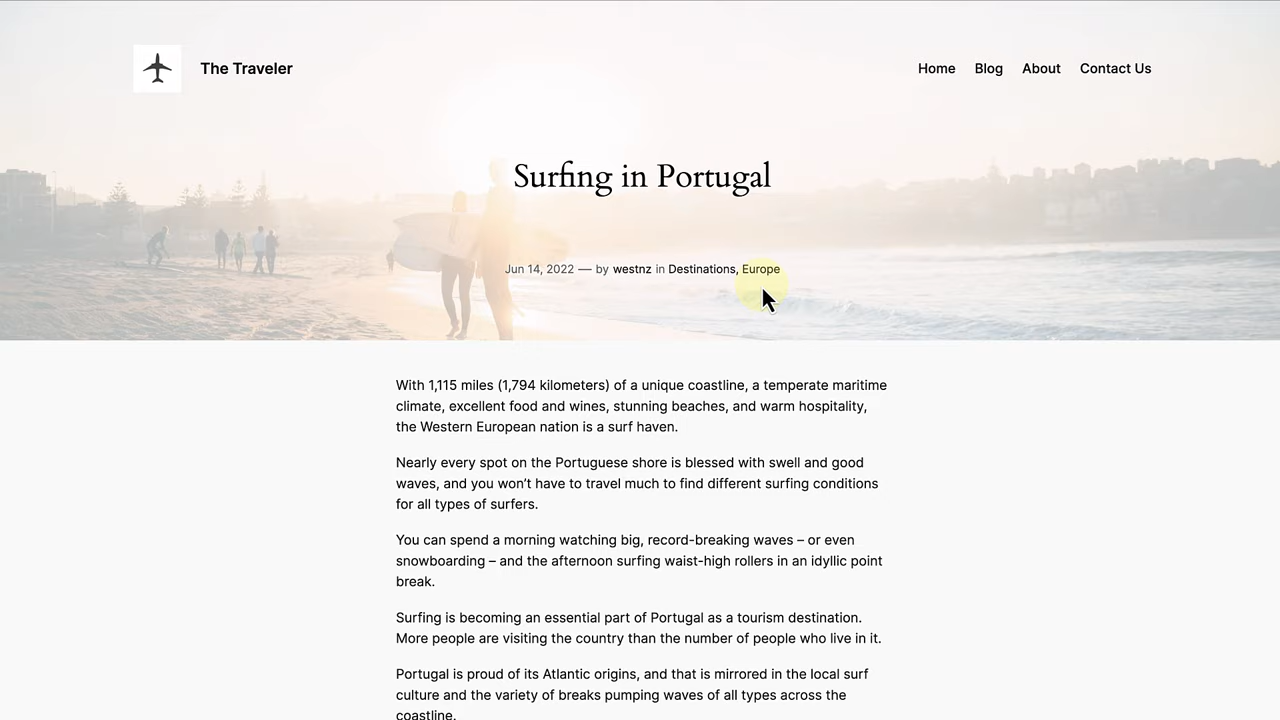 The Traveler
Home Blog About Contact Us
Surfing in Portugal
Jun 14, 2022 — by westnz in Destinations, Europe
With 1,115 miles (1,794 kilometers) of a unique coastline, a temperate maritime
climate, excellent food and wines, stunning beaches, and warm hospitality,
the Western European nation is a surf haven.
Nearly every spot on the Portuguese shore is blessed with swell and good
waves, and you won’t have to travel much to find different surfing conditions
for all types of surfers.
You can spend a morning watching big, record-breaking waves – or even
snowboarding – and the afternoon surfing waist-high rollers in an idyllic point
break.
Surfing is becoming an essential part of Portugal as a tourism destination.
More people are visiting the country than the number of people who live in it.
Portugal is proud of its Atlantic origins, and that is mirrored in the local surf
culture and the variety of breaks pumping waves of all types across the
coastline.